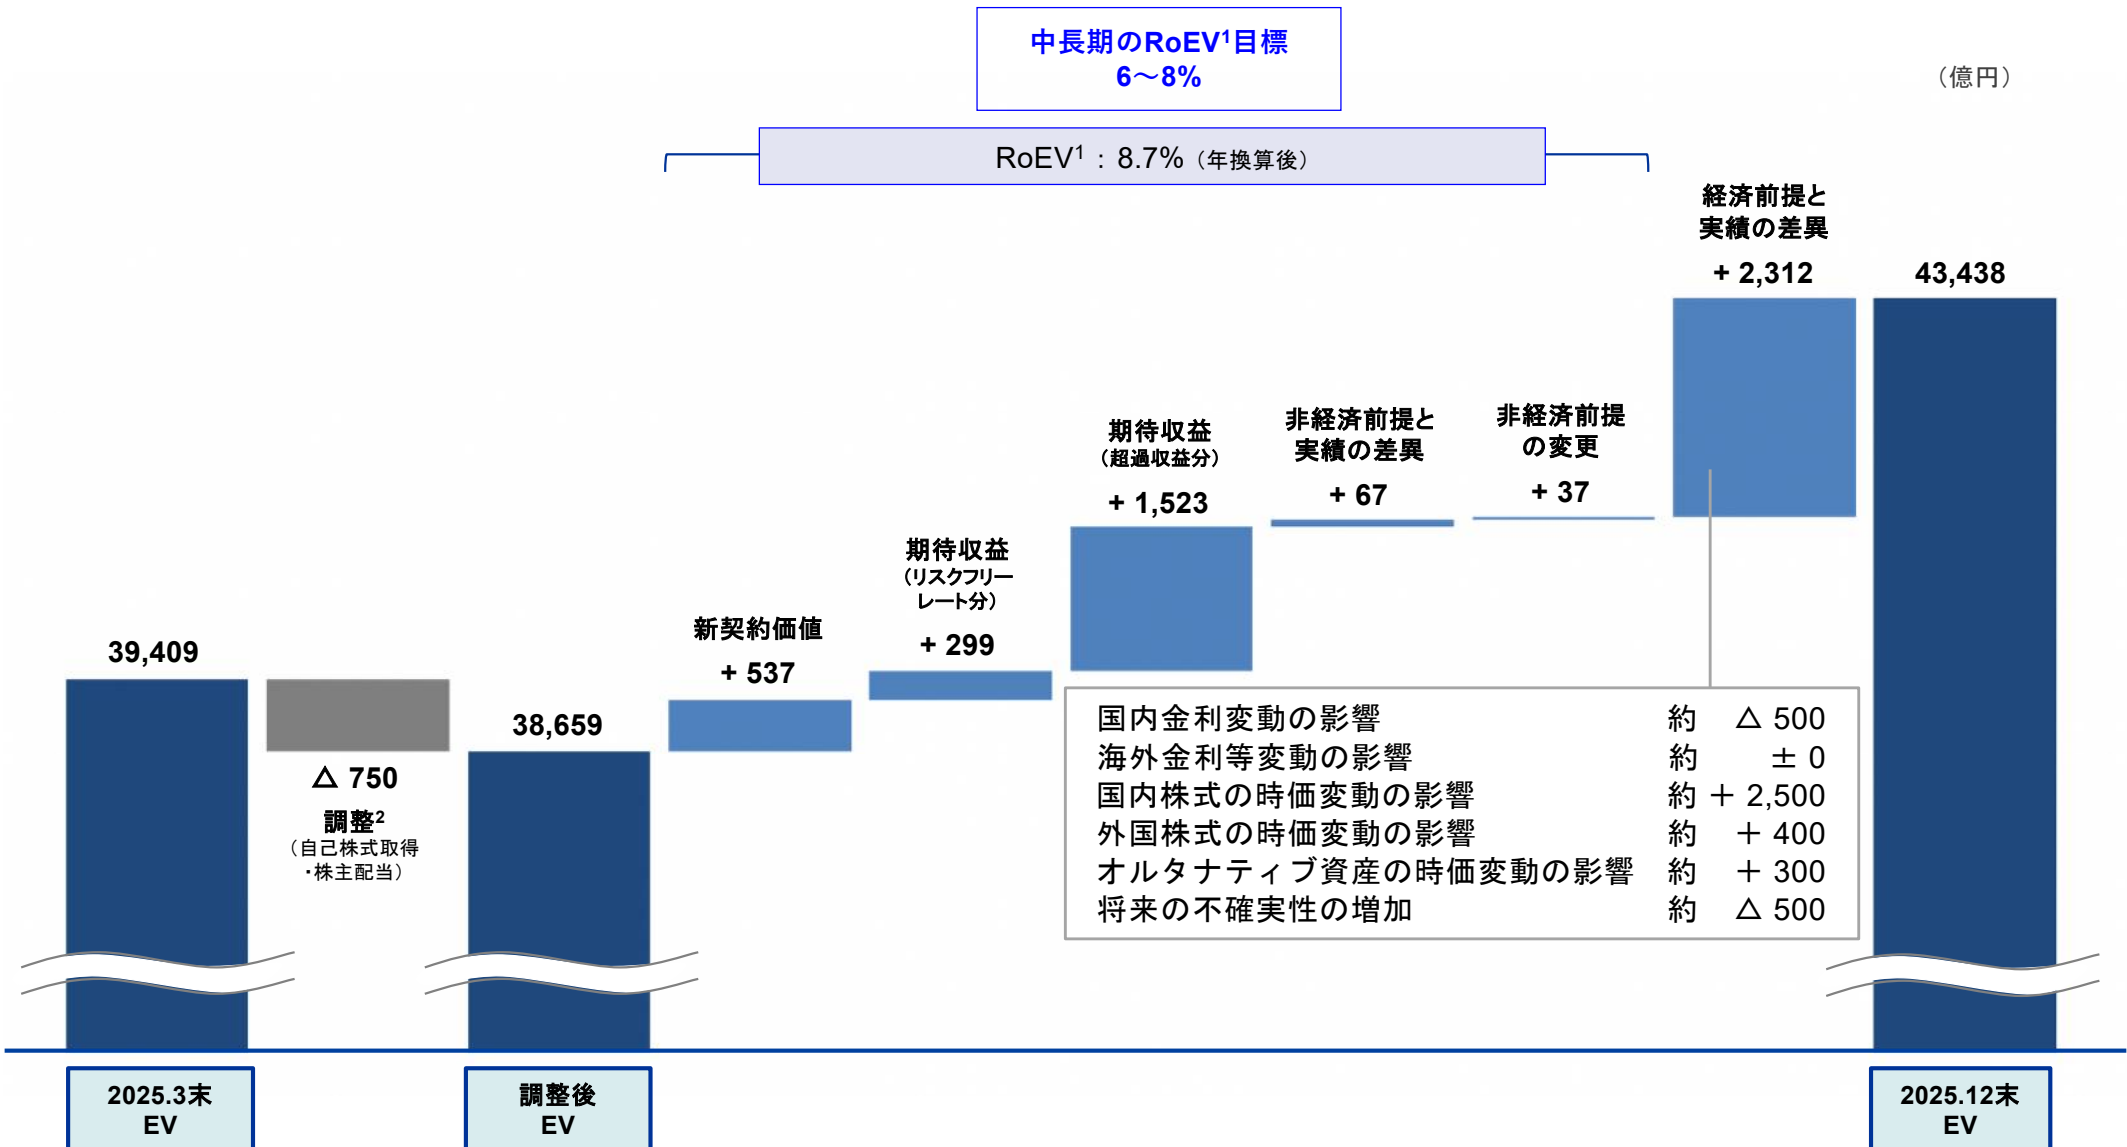 中長期のRoEV¹目標
6～8%
（億円）
RoEV¹：8.7%（年換算後）
経済前提と
実績の差異
+ 2,312
43,438
非経済前提と
実績の差異
+ 67
非経済前提
の変更
+ 37
期待収益
（超過収益分）
+ 1,523
期待収益
（リスクフリー
レート分）
+ 299
新契約価値
+ 537
39,409
△ 750
調整²
（自己株式取得
・株主配当）
38,659
国内金利変動の影響 約 △ 500
海外金利等変動の影響 約 ± 0
国内株式の時価変動の影響 約 ＋ 2,500
外国株式の時価変動の影響 約 ＋ 400
オルタナティブ資産の時価変動の影響 約 ＋ 300
将来の不確実性の増加 約 △ 500
2025.3末
EV
調整後
EV
2025.12末
EV